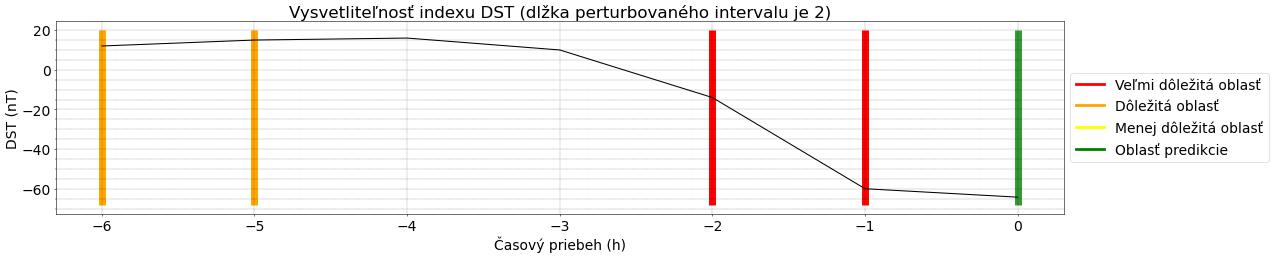 Vysvetliteľnosť indexu DST (dĺžka perturbovaného intervalu je 2)
DST (nT)
20
0
−20
−40
−60
−6
−5
−4
−3
−2
−1
0
Časový priebeh (h)
Veľmi dôležitá oblasť
Dôležitá oblasť
Menej dôležitá oblasť
Oblasť predikcie